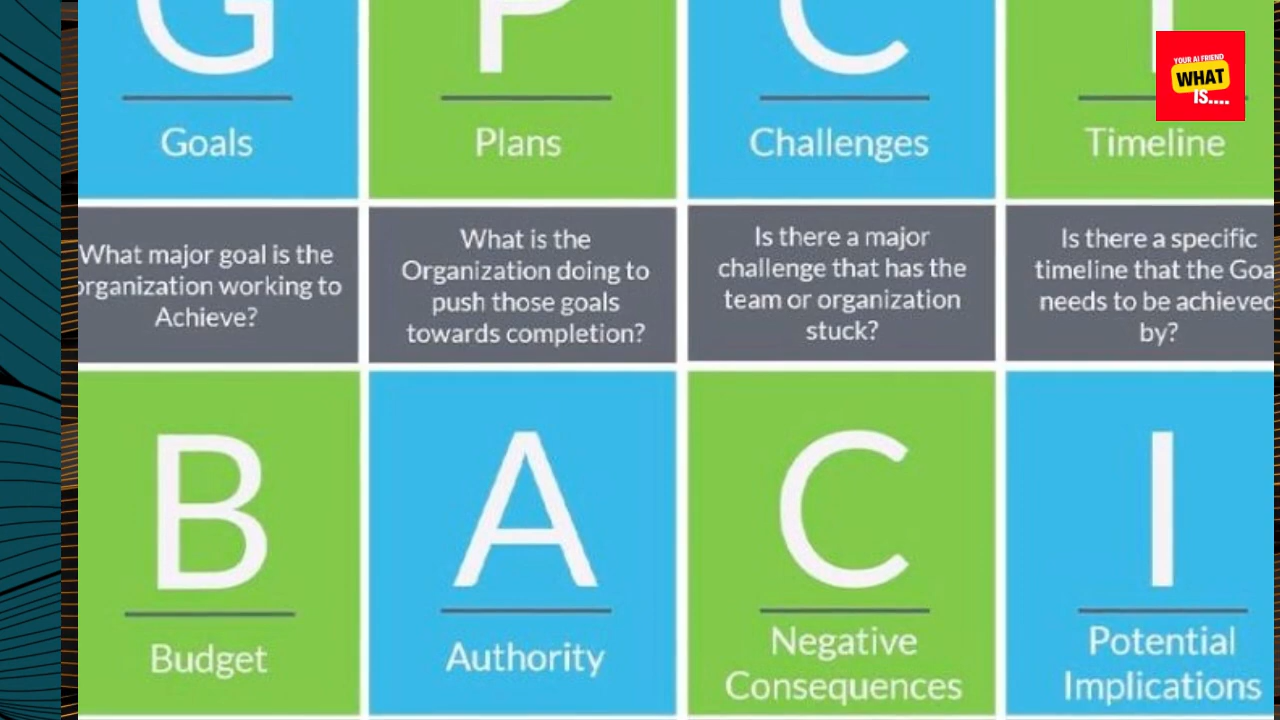 G P C T
YOUR AI FRIEND
WHAT
IS....
Goals Plans Challenges Timeline
What major goal is the
organization working to
Achieve?
What is the
Organization doing to
push those goals
towards completion?
Is there a major
challenge that has the
team or organization
stuck?
Is there a specific
timeline that the Goa
needs to be achieved
by?
B A C I
Budget
Authority
Negative
Consequences
Potential
Implications